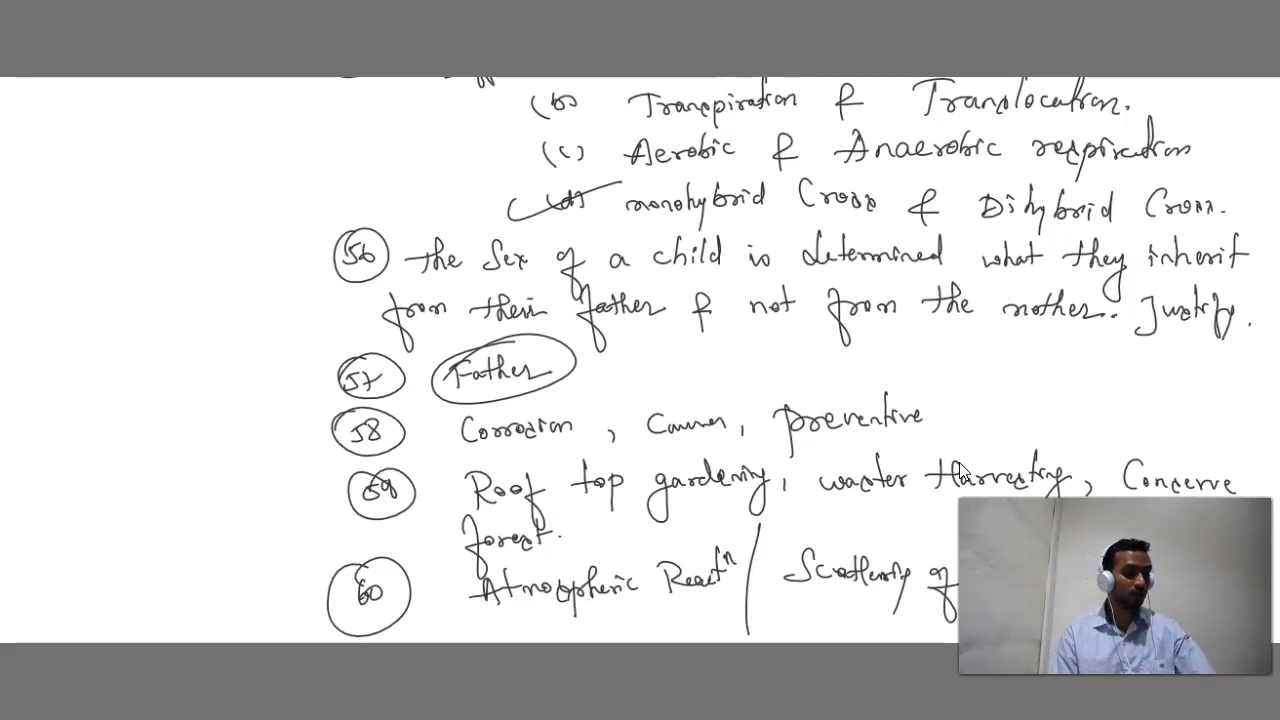 (b) Transpiration & Translocation.
(c) Aerobic & Anaerobic respiration
(d) monohybrid Cross & Dihybrid Cross.
56 the Sex of a child is determined what they inherit
from their father & not from the mother. Justify.
57 Father
58 Corrosion, Causes, preventive
59 Roof top gardening, water Harvesting, Conserve
forest.
60 Atmospheric Reactn / Scattering of